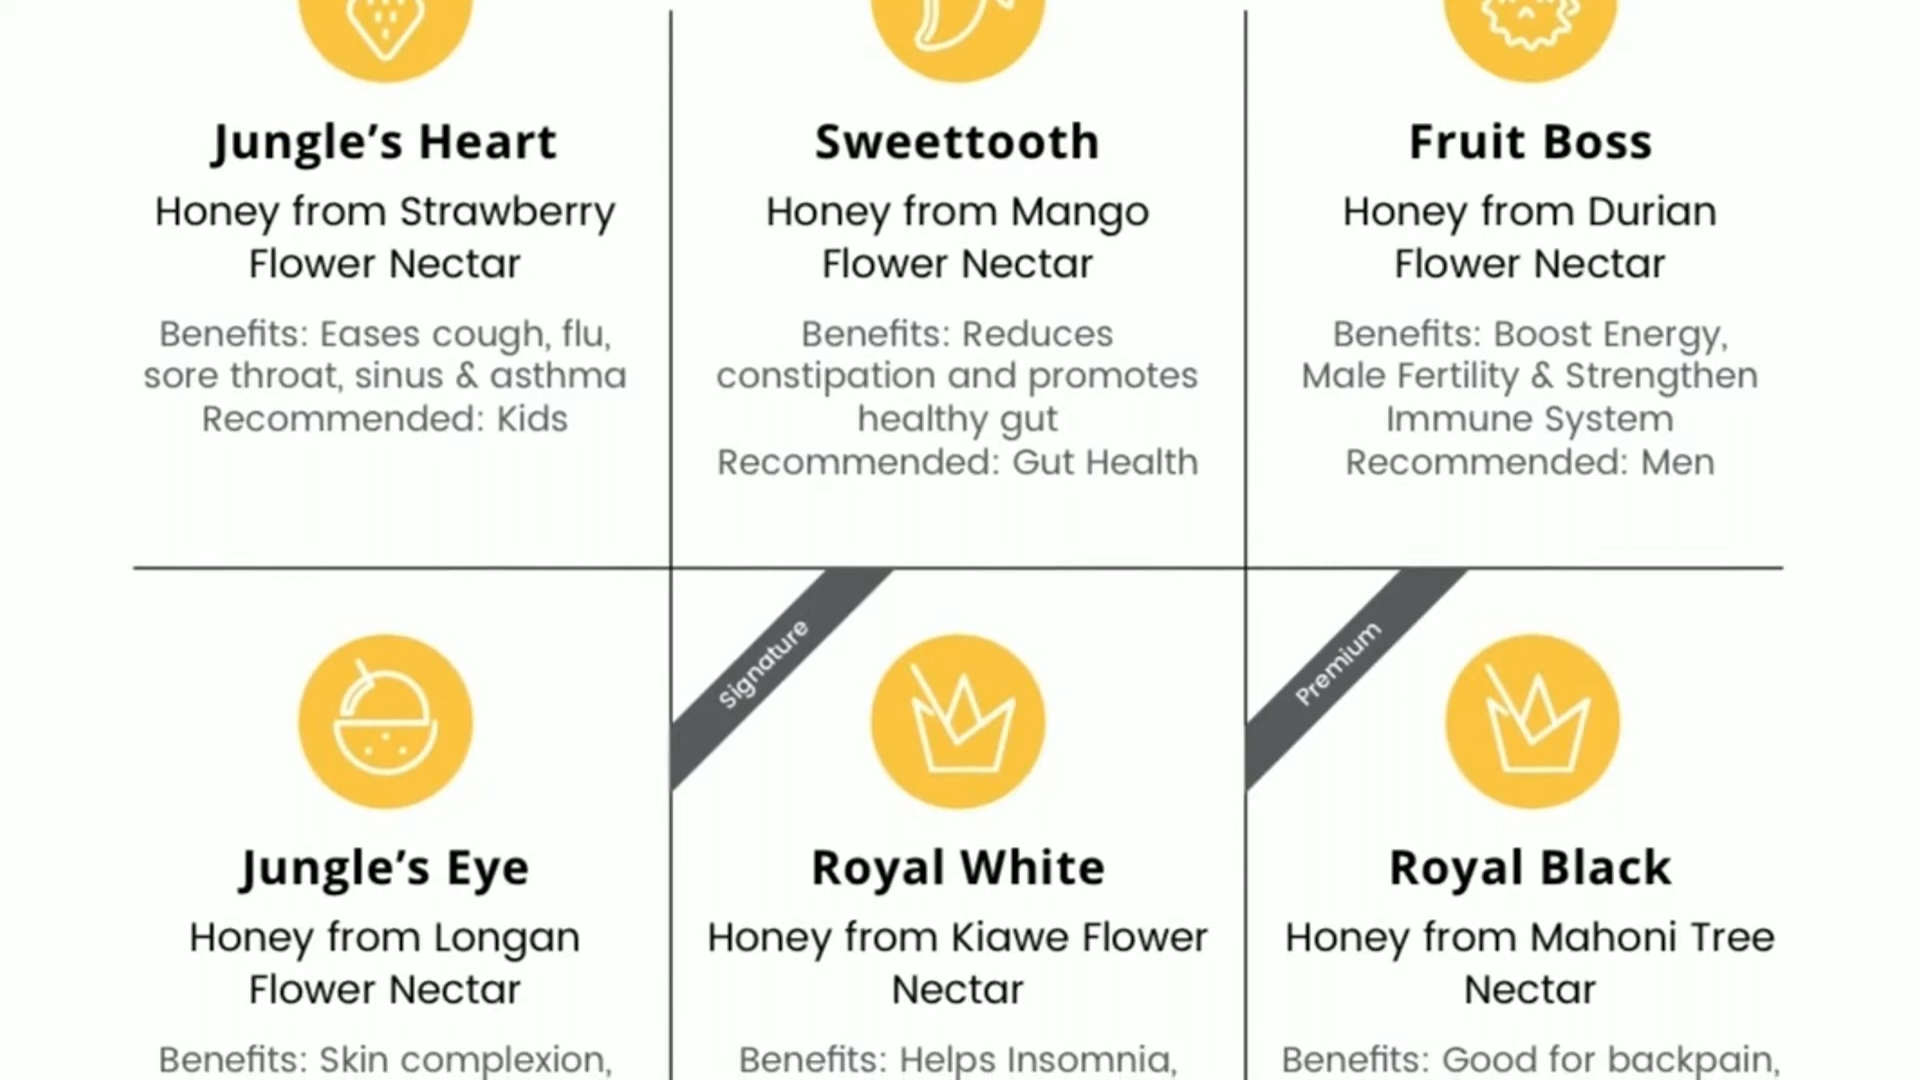 Jungle’s Heart
Honey from Strawberry
Flower Nectar
Benefits: Eases cough, flu,
sore throat, sinus & asthma
Recommended: Kids
Sweettooth
Honey from Mango
Flower Nectar
Benefits: Reduces
constipation and promotes
healthy gut
Recommended: Gut Health
Fruit Boss
Honey from Durian
Flower Nectar
Benefits: Boost Energy,
Male Fertility & Strengthen
Immune System
Recommended: Men
Jungle’s Eye
Honey from Longan
Flower Nectar
Benefits: Skin complexion,
Signature
Royal White
Honey from Kiawe Flower
Nectar
Benefits: Helps Insomnia,
Premium
Royal Black
Honey from Mahoni Tree
Nectar
Benefits: Good for backpain,